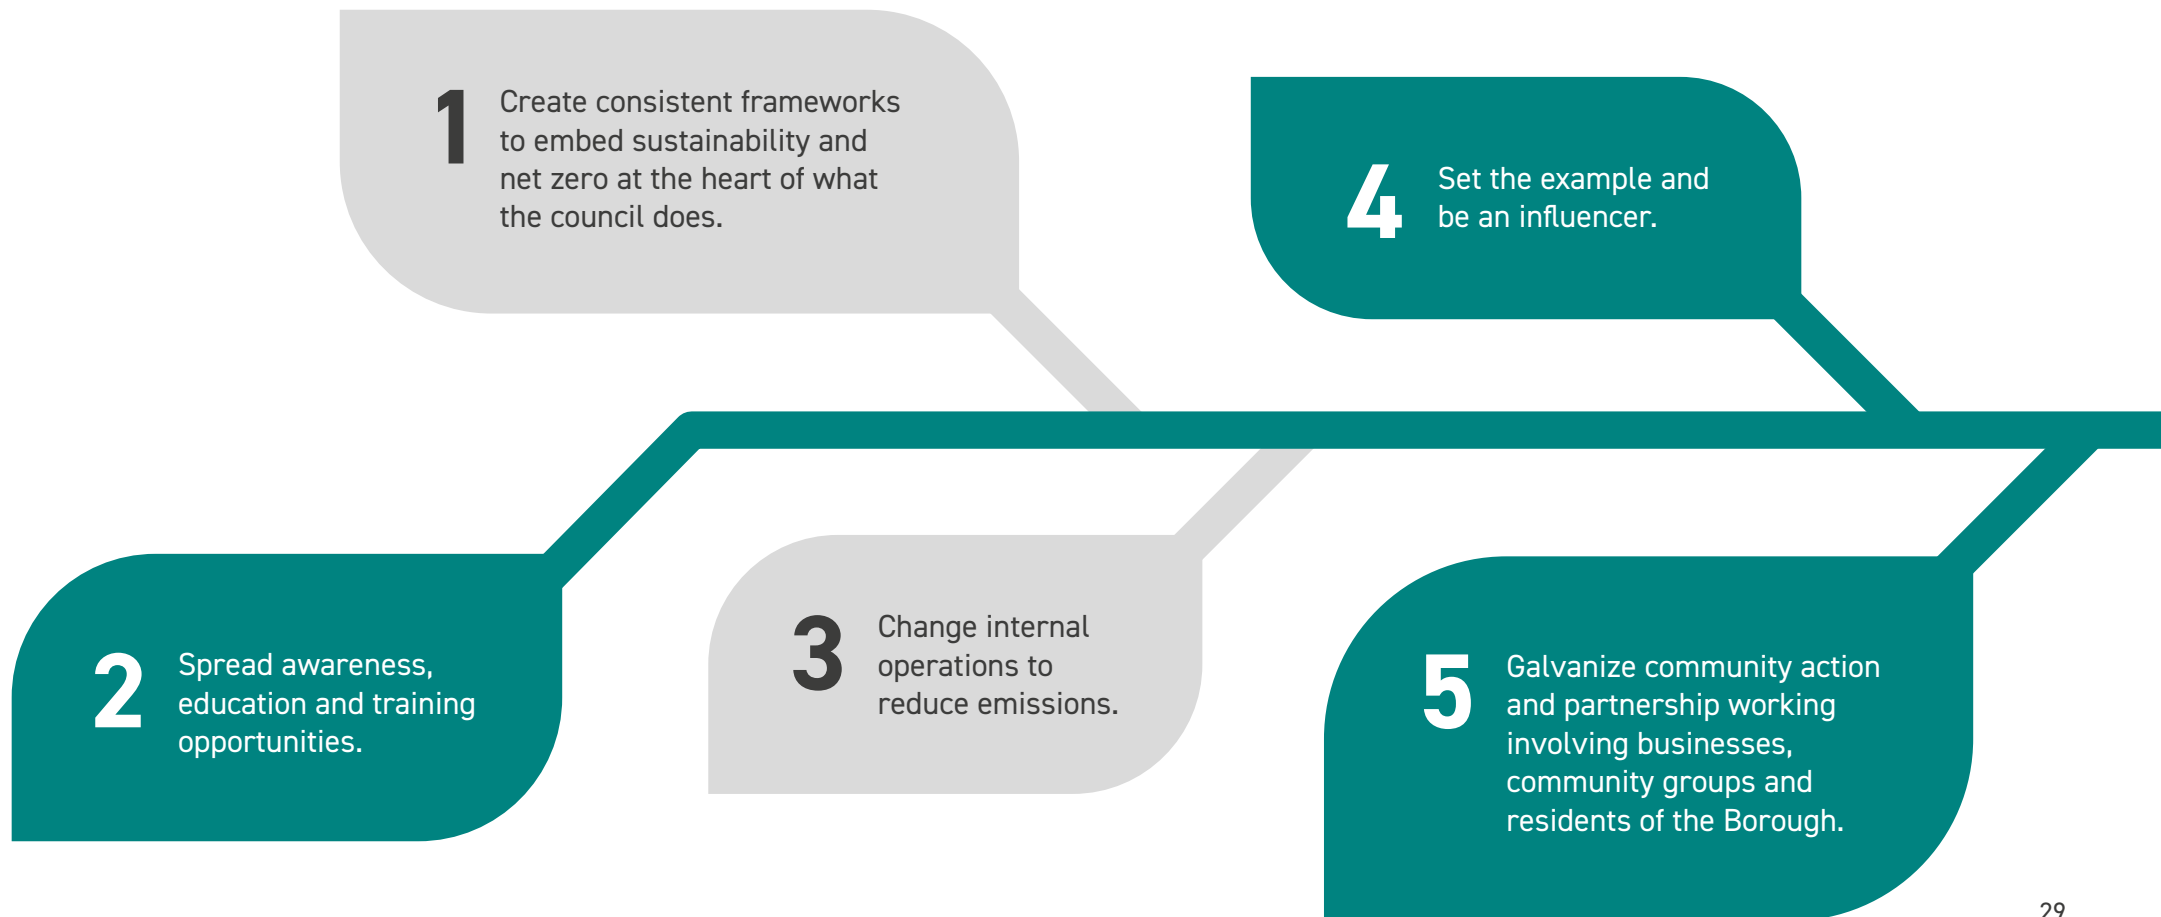 1
Create consistent frameworks
to embed sustainability and
net zero at the heart of what
the council does.
2
Spread awareness,
education and training
opportunities.
3
Change internal
operations to
reduce emissions.
4
Set the example and
be an influencer.
5
Galvanize community action
and partnership working
involving businesses,
community groups and
residents of the Borough.
29